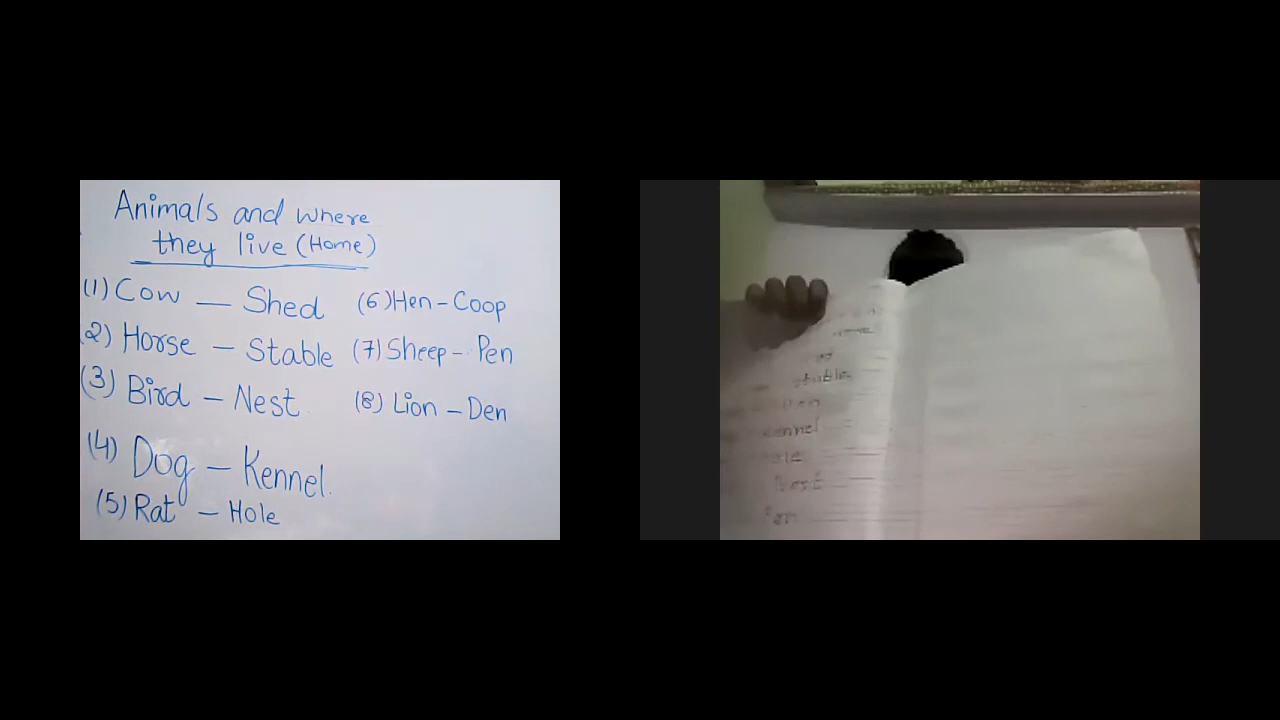 Animals and where
they live (Home)
(1) Cow — Shed
(2) Horse — Stable
(3) Bird — Nest
(4) Dog — Kennel.
(5) Rat — Hole
(6) Hen - Coop
(7) Sheep - Pen
(8) Lion - Den
stable
Den
Kennel
Nest